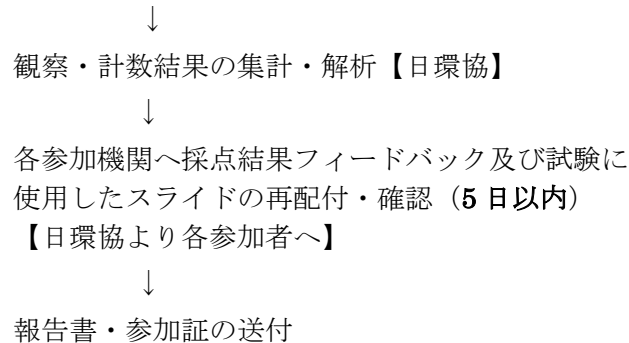 ↓
観察・計数結果の集計・解析【日環協】
↓
各参加機関へ採点結果フィードバック及び試験に
使用したスライドの再配付・確認（5 日以内）
【日環協より各参加者へ】
↓
報告書・参加証の送付